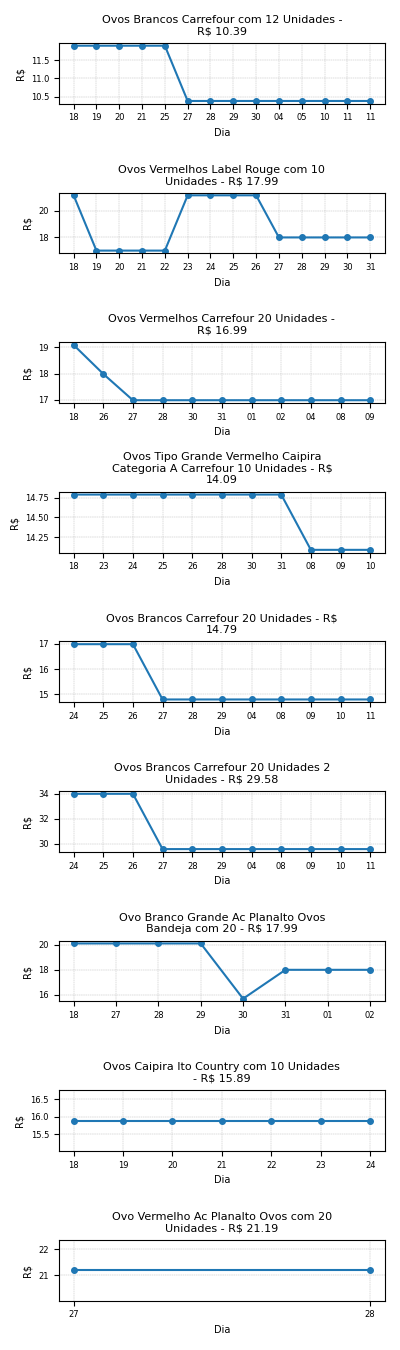 Ovos Brancos Carrefour com 12 Unidades -
R$ 10.39
11.5
11.0
10.5
R$
18 19 20 21 25 27 28 29 30 04 05 10 11 11
Dia
Ovos Vermelhos Label Rouge com 10
Unidades - R$ 17.99
20
18
R$
18 19 20 21 22 23 24 25 26 27 28 29 30 31
Dia
Ovos Vermelhos Carrefour 20 Unidades -
R$ 16.99
19
18
17
R$
18 26 27 28 30 31 01 02 04 08 09
Dia
Ovos Tipo Grande Vermelho Caipira
Categoria A Carrefour 10 Unidades - R$
14.09
14.75
14.50
14.25
R$
18 23 24 25 26 28 30 31 08 09 10
Dia
Ovos Brancos Carrefour 20 Unidades - R$
14.79
17
16
15
R$
24 25 26 27 28 29 04 08 09 10 11
Dia
Ovos Brancos Carrefour 20 Unidades 2
Unidades - R$ 29.58
34
32
30
R$
24 25 26 27 28 29 04 08 09 10 11
Dia
Ovo Branco Grande Ac Planalto Ovos
Bandeja com 20 - R$ 17.99
20
18
16
R$
18 27 28 29 30 31 01 02
Dia
Ovos Caipira Ito Country com 10 Unidades
- R$ 15.89
16.5
16.0
15.5
R$
18 19 20 21 22 23 24
Dia
Ovo Vermelho Ac Planalto Ovos com 20
Unidades - R$ 21.19
22
21
R$
27 28
Dia